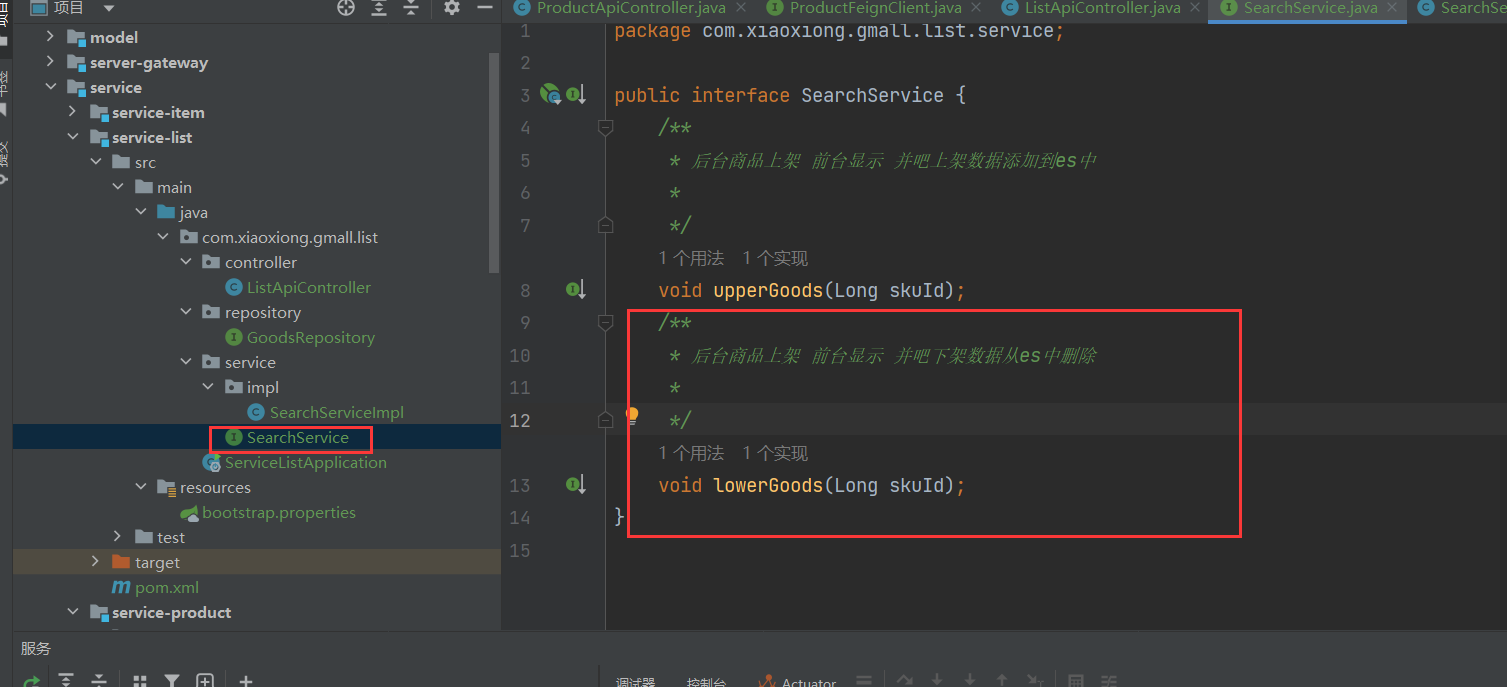 项目
ProductApiController.java
ProductFeignClient.java
ListApiController.java
SearchService.java
SearchSe
项目
书签
提交
model
server-gateway
service
service-item
service-list
src
main
java
com.xiaoxiong.gmall.list
controller
ListApiController
repository
GoodsRepository
service
impl
SearchServiceImpl
SearchService
ServiceListApplication
resources
bootstrap.properties
test
target
pom.xml
service-product
1 package com.xiaoxiong.gmall.list.service;
2
3 public interface SearchService {
4 /**
5 * 后台商品上架 前台显示 并吧上架数据添加到es中
6 *
7 */
1 个用法 1 个实现
8 void upperGoods(Long skuId);
9 /**
10 * 后台商品上架 前台显示 并吧下架数据从es中删除
11 *
12 */
1 个用法 1 个实现
13 void lowerGoods(Long skuId);
14 }
15
服务
调试器
控制台
Actuator